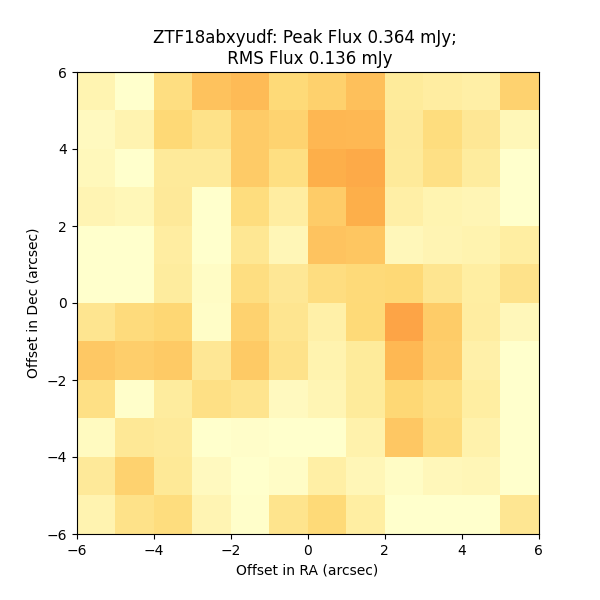 ZTF18abxyudf: Peak Flux 0.364 mJy;
RMS Flux 0.136 mJy
6
4
2
0
−2
−4
−6
Offset in Dec (arcsec)
−6 −4 −2 0 2 4 6
Offset in RA (arcsec)